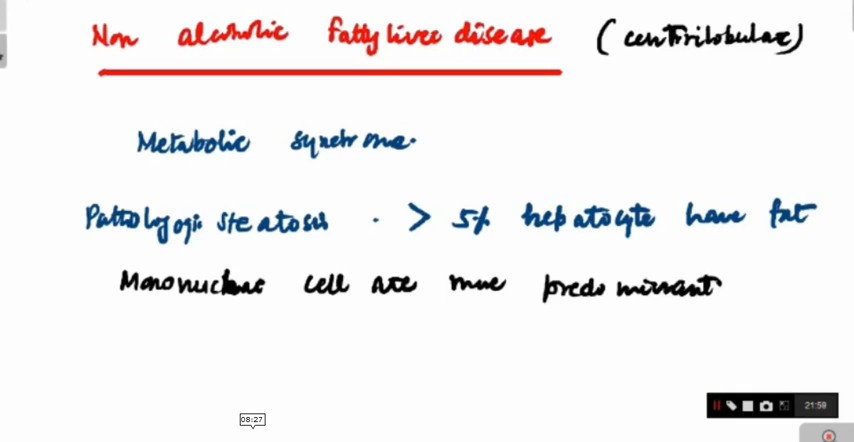 Non alcoholic fatty liver disease (centrilobular)
Metabolic syndrome.
Pathologic steatosis . > 5% hepatocyte have fat
Mononuclear cell are more predominant
08:27
21:59